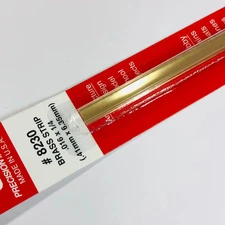 # 8230
BRASS STRIP
.016 x 1/4
(.41mm x 6.35mm)
PRECISION
MADE IN U.S.A.